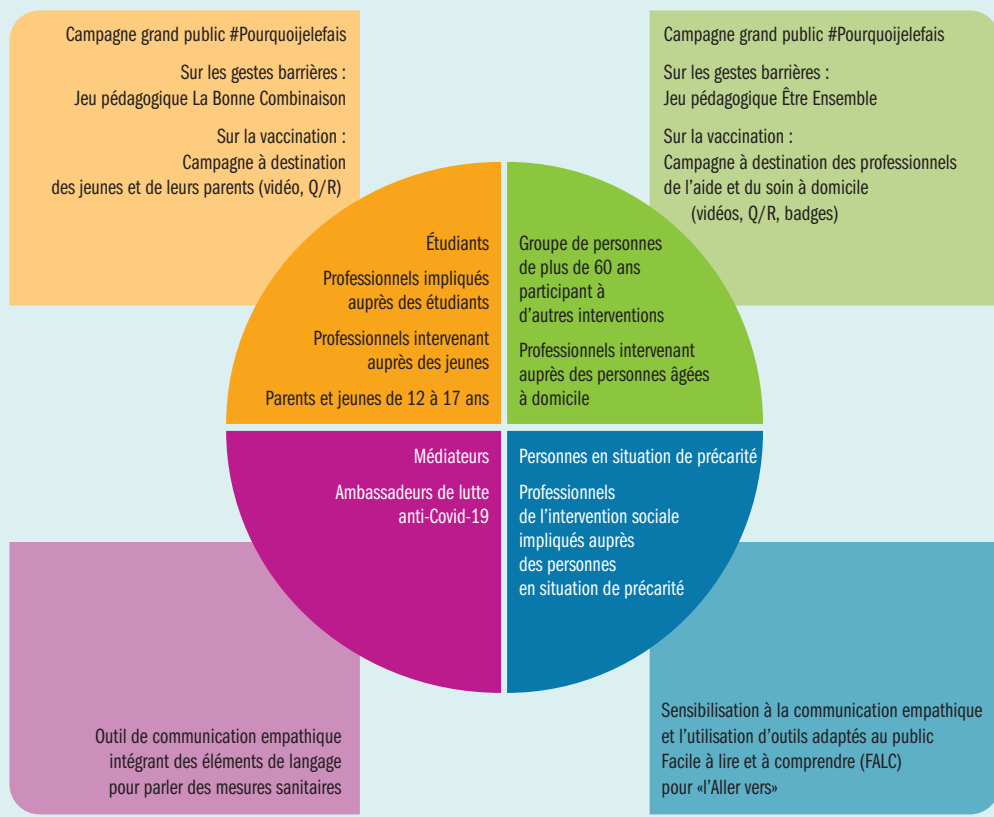 Campagne grand public #Pourquoijelefais
Sur les gestes barrières :
Jeu pédagogique La Bonne Combinaison
Sur la vaccination :
Campagne à destination
des jeunes et de leurs parents (vidéo, Q/R)
Campagne grand public #Pourquoijelefais
Sur les gestes barrières :
Jeu pédagogique Être Ensemble
Sur la vaccination :
Campagne à destination des professionnels
de l’aide et du soin à domicile
(vidéos, Q/R, badges)
Étudiants
Professionnels impliqués
auprès des étudiants
Professionnels intervenant
auprès des jeunes
Parents et jeunes de 12 à 17 ans
Groupe de personnes
de plus de 60 ans
participant à
d’autres interventions
Professionnels intervenant
auprès des personnes âgées
à domicile
Médiateurs
Ambassadeurs de lutte
anti-Covid-19
Personnes en situation de précarité
Professionnels
de l’intervention sociale
impliqués auprès
des personnes
en situation de précarité
Outil de communication empathique
intégrant des éléments de langage
pour parler des mesures sanitaires
Sensibilisation à la communication empathique
et l’utilisation d’outils adaptés au public
Facile à lire et à comprendre (FALC)
pour «l’Aller vers»